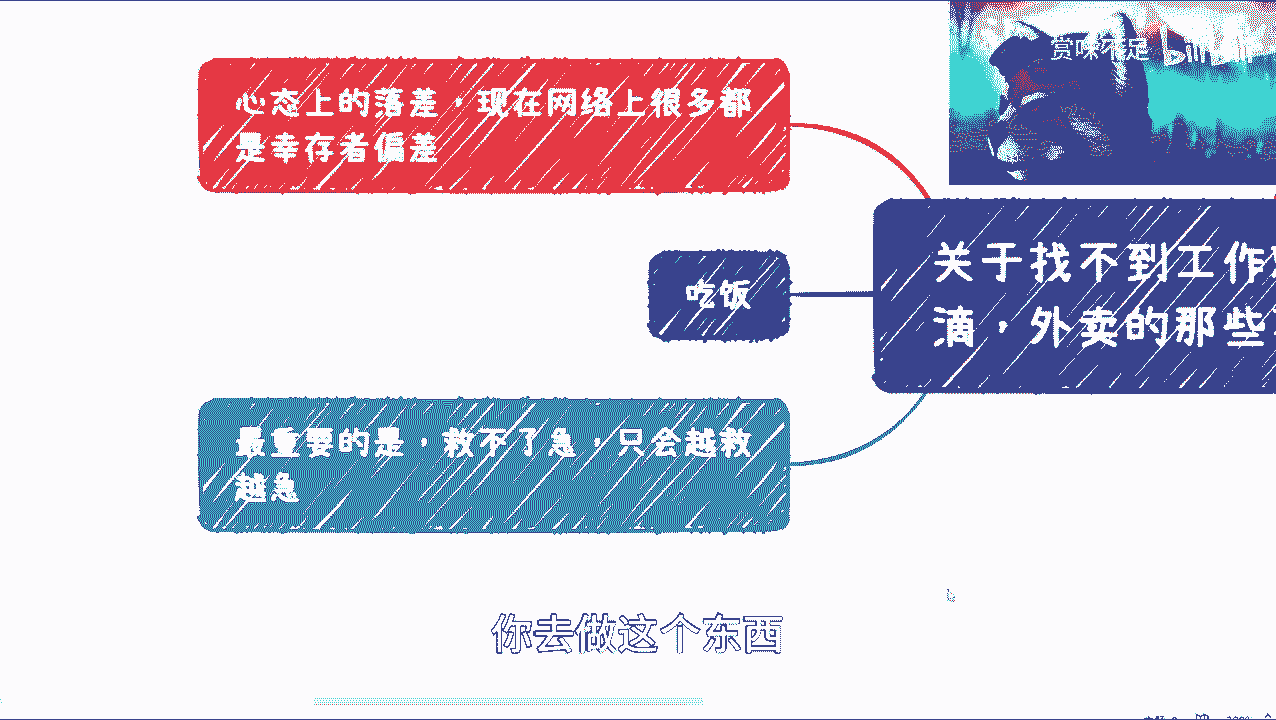 赏味不足 bilibili
心态上的落差，现在网络上很多都
是幸存者偏差
关于找不到工作
滴，外卖的那些
吃饭
最重要的是，救不了急，只会越救
越急
你去做这个东西